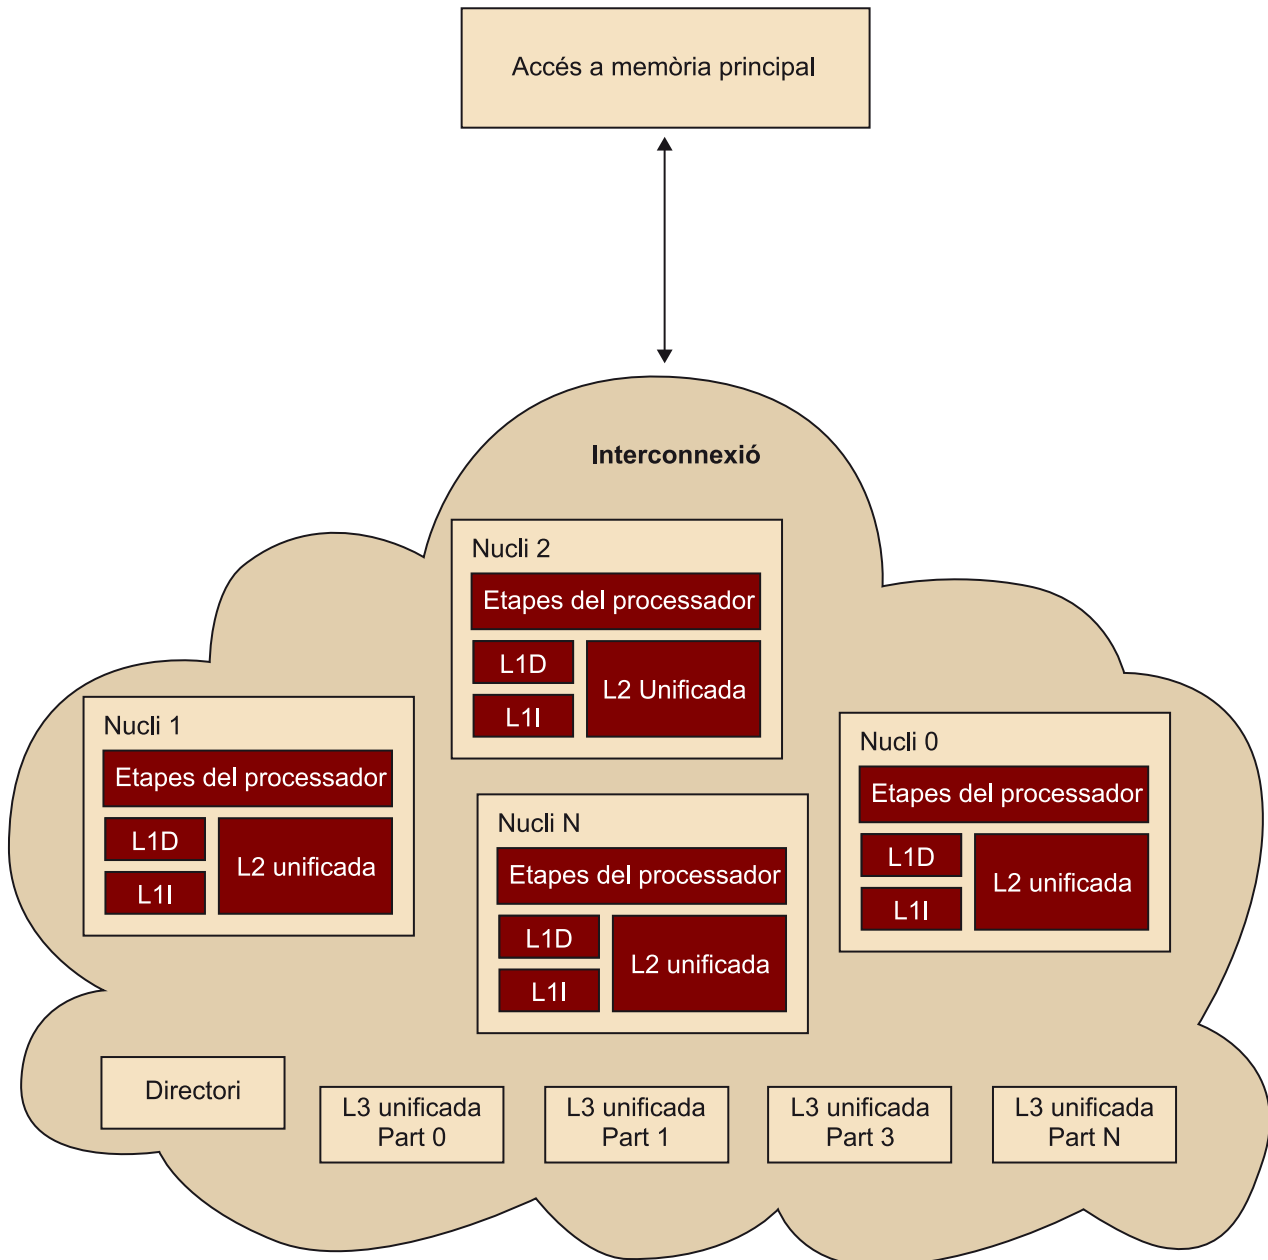 Accés a memòria principal
Interconnexió
Nucli 2
Etapes del processador
L1D
L2 Unificada
L1I
Nucli 1
Etapes del processador
L1D
L2 unificada
L1I
Nucli 0
Etapes del processador
L1D
L2 unificada
L1I
Nucli N
Etapes del processador
L1D
L2 unificada
L1I
Directori
L3 unificada
Part 0
L3 unificada
Part 1
L3 unificada
Part 3
L3 unificada
Part N